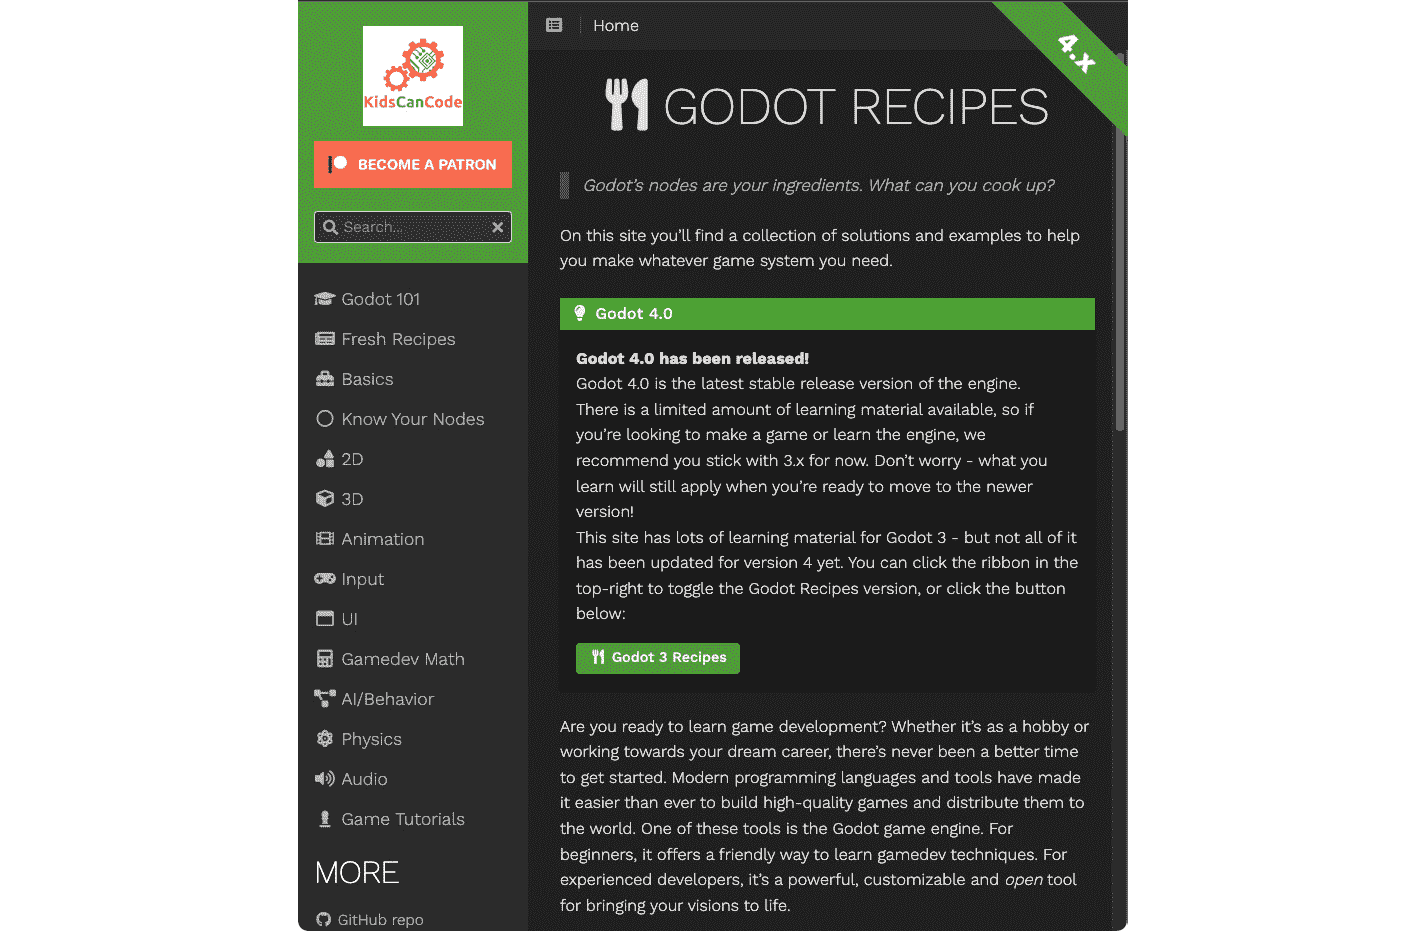 KidsCanCode
BECOME A PATRON
Search...
Godot 101
Fresh Recipes
Basics
Know Your Nodes
2D
3D
Animation
Input
UI
Gamedev Math
AI/Behavior
Physics
Audio
Game Tutorials
MORE
GitHub repo
Home
4.x
GODOT RECIPES
Godot's nodes are your ingredients. What can you cook up?
On this site you'll find a collection of solutions and examples to help
you make whatever game system you need.
Godot 4.0
Godot 4.0 has been released!
Godot 4.0 is the latest stable release version of the engine.
There is a limited amount of learning material available, so if
you're looking to make a game or learn the engine, we
recommend you stick with 3.x for now. Don't worry - what you
learn will still apply when you're ready to move to the newer
version!
This site has lots of learning material for Godot 3 - but not all of it
has been updated for version 4 yet. You can click the ribbon in the
top-right to toggle the Godot Recipes version, or click the button
below:
Godot 3 Recipes
Are you ready to learn game development? Whether it's as a hobby or
working towards your dream career, there's never been a better time
to get started. Modern programming languages and tools have made
it easier than ever to build high-quality games and distribute them to
the world. One of these tools is the Godot game engine. For
beginners, it offers a friendly way to learn gamedev techniques. For
experienced developers, it's a powerful, customizable and open tool
for bringing your visions to life.